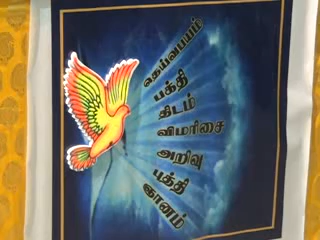 தெய்வபயம்
பக்தி
திடம்
விமரிசை
அறிவு
புத்தி
ஞானம்